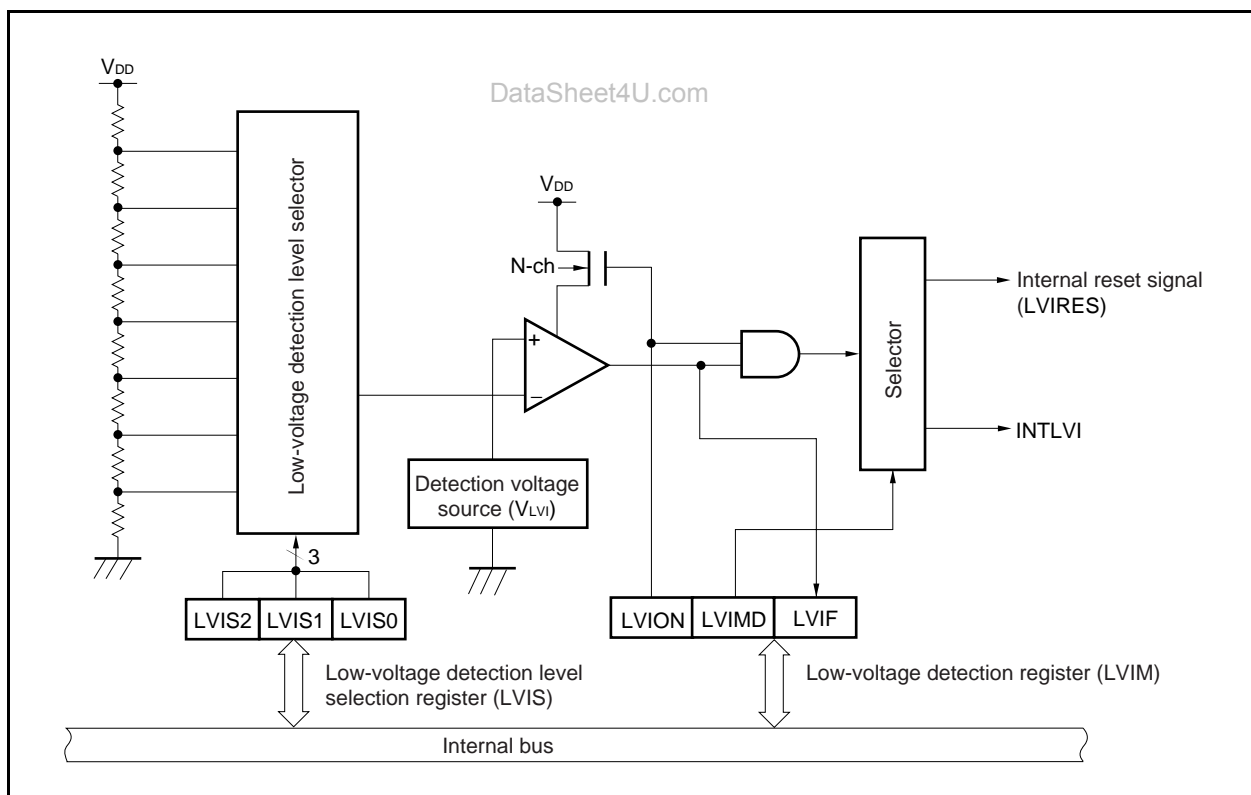 DataSheet4U.com
VDD
Low-voltage detection level selector
VDD
N-ch
+
−
Detection voltage
source (VLVI)
Selector
Internal reset signal
(LVIRES)
INTLVI
3
LVIS2 LVIS1 LVIS0
LVION LVIMD LVIF
Low-voltage detection level
selection register (LVIS)
Low-voltage detection register (LVIM)
Internal bus